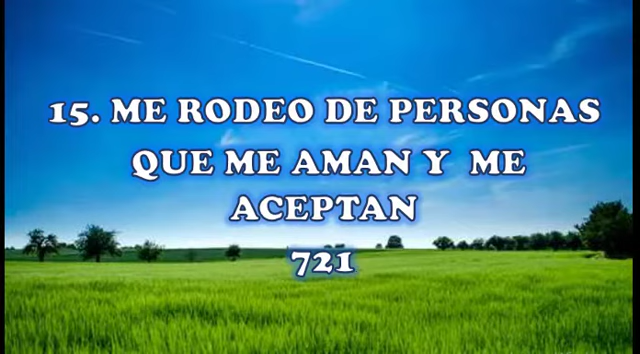 15. ME RODEO DE PERSONAS
QUE ME AMAN Y ME
ACEPTAN
721